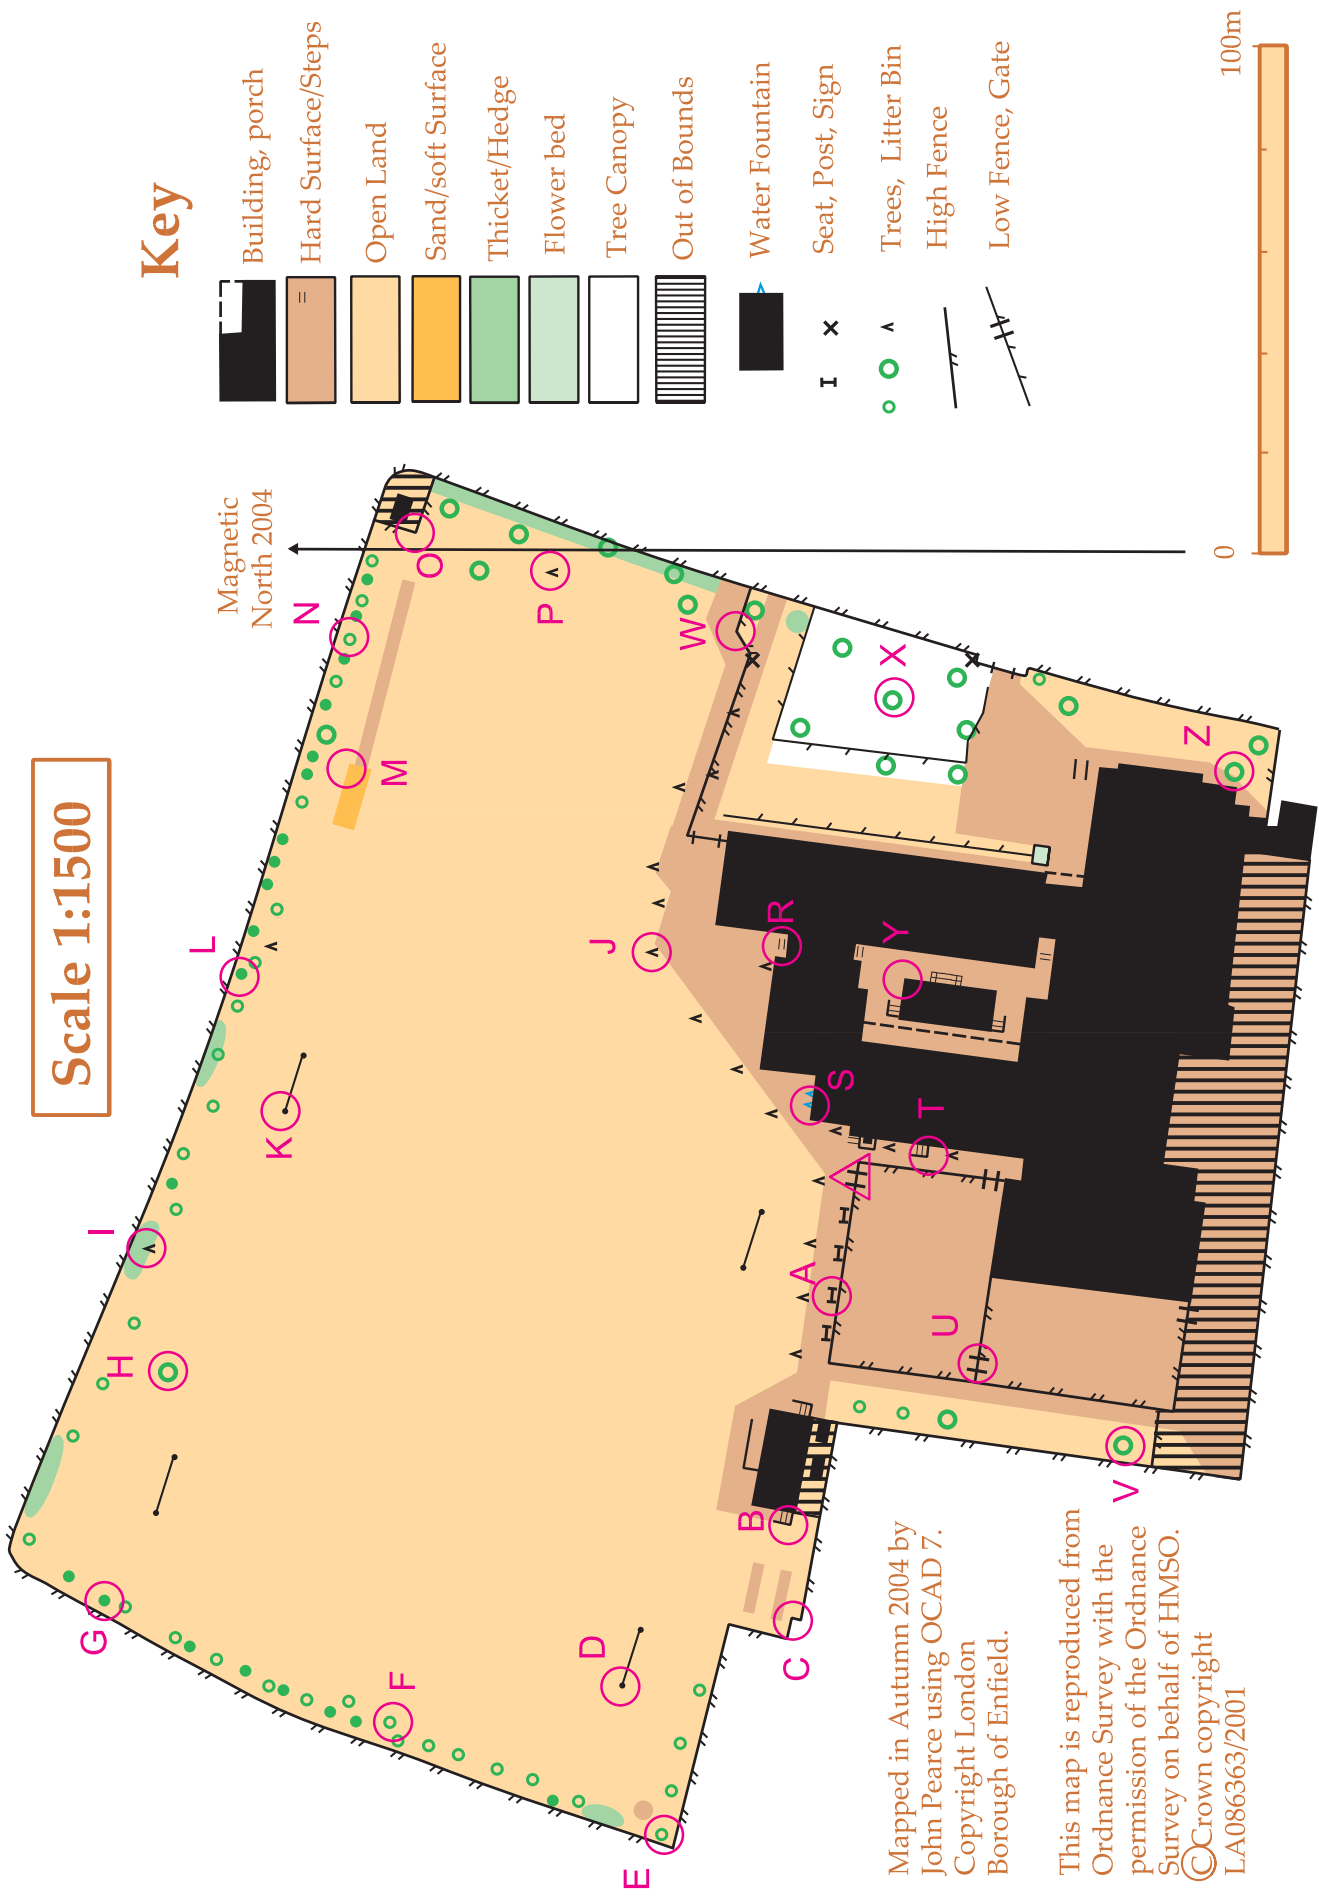 Scale 1:1500
Key
Building, porch
Hard Surface/Steps
Open Land
Sand/soft Surface
Thicket/Hedge
Flower bed
Tree Canopy
Out of Bounds
Water Fountain
Seat, Post, Sign
Trees, Litter Bin
High Fence
Low Fence, Gate
0
100m
Magnetic
North 2004
A
B
C
D
E
F
G
H
I
J
K
L
M
N
O
P
R
S
T
U
V
W
X
Y
Z
Mapped in Autumn 2004 by
John Pearce using OCAD 7.
Copyright London
Borough of Enfield.
This map is reproduced from
Ordnance Survey with the
permission of the Ordnance
Survey on behalf of HMSO.
©Crown copyright
LA086363/2001